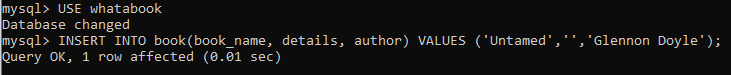 mysql> USE whatabook
Database changed
mysql> INSERT INTO book(book_name, details, author) VALUES ('Untamed','','Glennon Doyle');
Query OK, 1 row affected (0.01 sec)